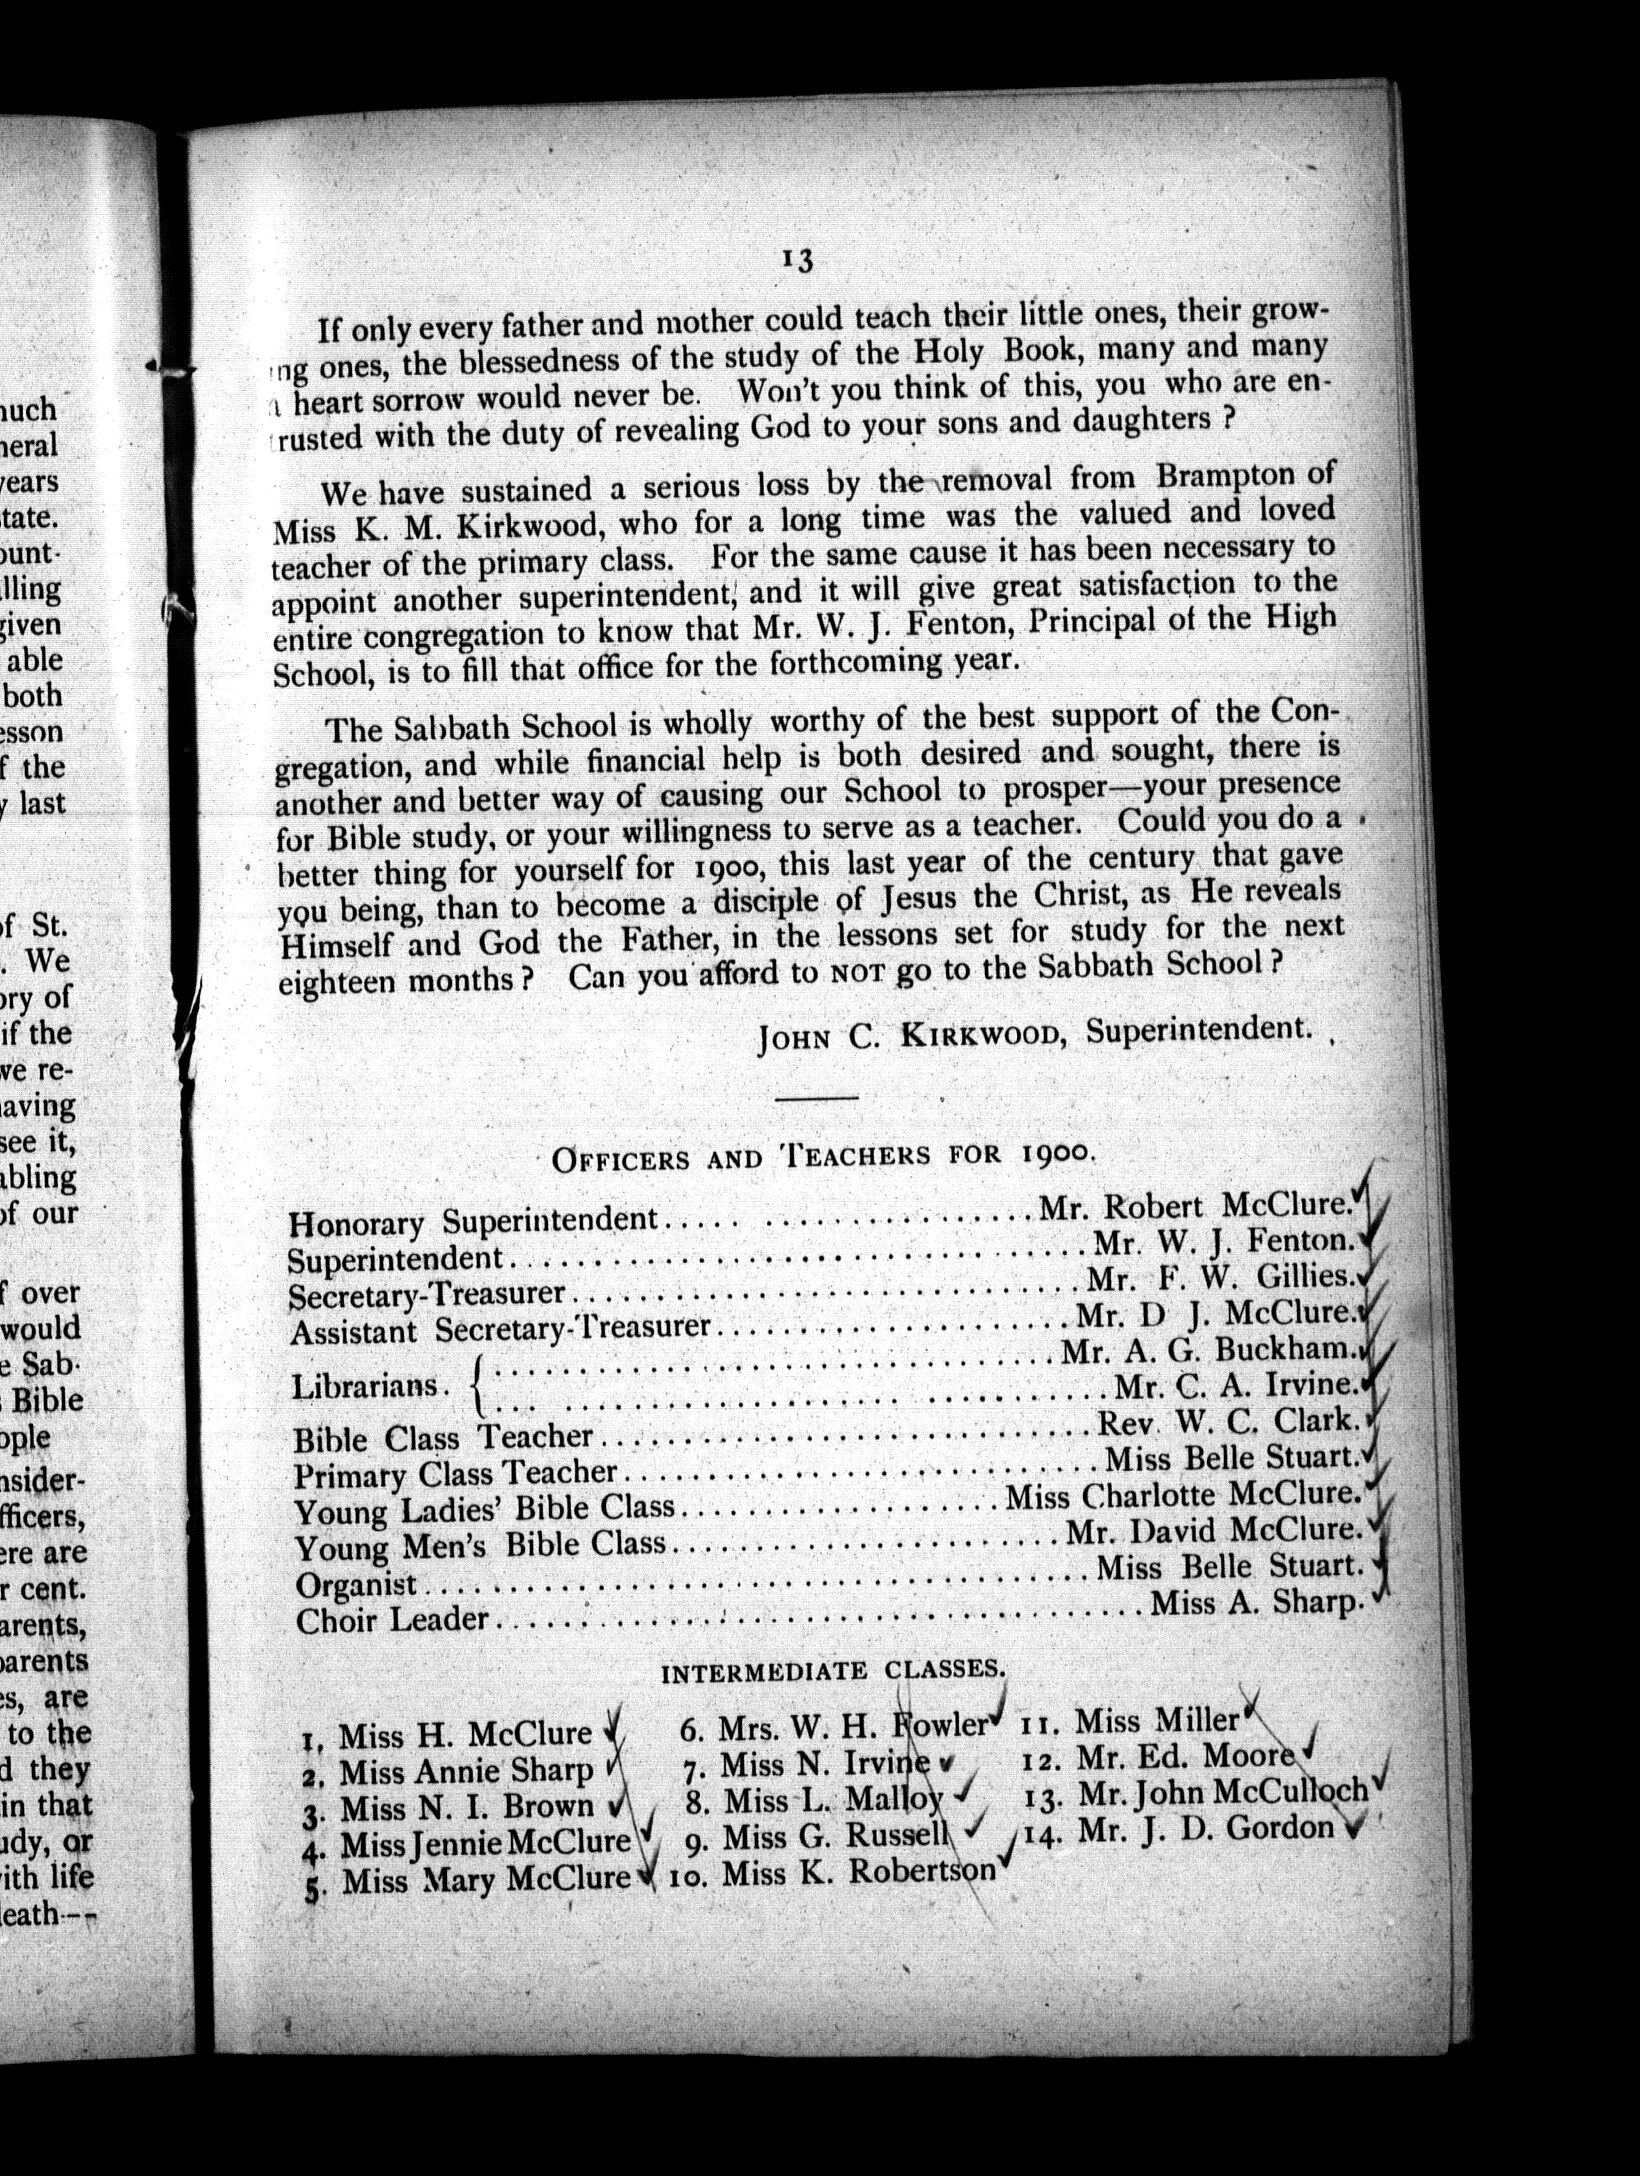 13
If only every father and mother could teach their little ones, their grow-
ing ones, the blessedness of the study of the Holy Book, many and many
a heart sorrow would never be. Won't you think of this, you who are en-
trusted with the duty of revealing God to your sons and daughters ?
We have sustained a serious loss by the removal from Brampton of
Miss K. M. Kirkwood, who for a long time was the valued and loved
teacher of the primary class. For the same cause it has been necessary to
appoint another superintendent, and it will give great satisfaction to the
entire congregation to know that Mr. W. J. Fenton, Principal of the High
School, is to fill that office for the forthcoming year.
The Sabbath School is wholly worthy of the best support of the Con-
gregation, and while financial help is both desired and sought, there is
another and better way of causing our School to prosper—your presence
for Bible study, or your willingness to serve as a teacher. Could you do a
better thing for yourself for 1900, this last year of the century that gave
you being, than to become a disciple of Jesus the Christ, as He reveals
Himself and God the Father, in the lessons set for study for the next
eighteen months ? Can you afford to NOT go to the Sabbath School ?
JOHN C. KIRKWOOD, Superintendent.
OFFICERS AND TEACHERS FOR 1900.
Honorary Superintendent..... ................Mr. Robert McClure.
Superintendent...................................Mr. W. J. Fenton.
Secretary-Treasurer..............................Mr. F. W. Gillies.
Assistant Secretary-Treasurer.....................Mr. D J. McClure.
Librarians. { .................................Mr. A. G. Buckham.
... ................................Mr. C. A. Irvine.
Bible Class Teacher.............................Rev. W. C. Clark.
Primary Class Teacher............................Miss Belle Stuart.
Young Ladies' Bible Class...................Miss Charlotte McClure.
Young Men's Bible Class.......................Mr. David McClure.
Organist.......................................Miss Belle Stuart.
Choir Leader.....................................Miss A. Sharp.
INTERMEDIATE CLASSES.
1. Miss H. McClure 6. Mrs. W. H. Fowler 11. Miss Miller
2. Miss Annie Sharp 7. Miss N. Irvine 12. Mr. Ed. Moore
3. Miss N. I. Brown 8. Miss L. Malloy 13. Mr. John McCulloch
4. Miss Jennie McClure 9. Miss G. Russell 14. Mr. J. D. Gordon
5. Miss Mary McClure 10. Miss K. Robertson